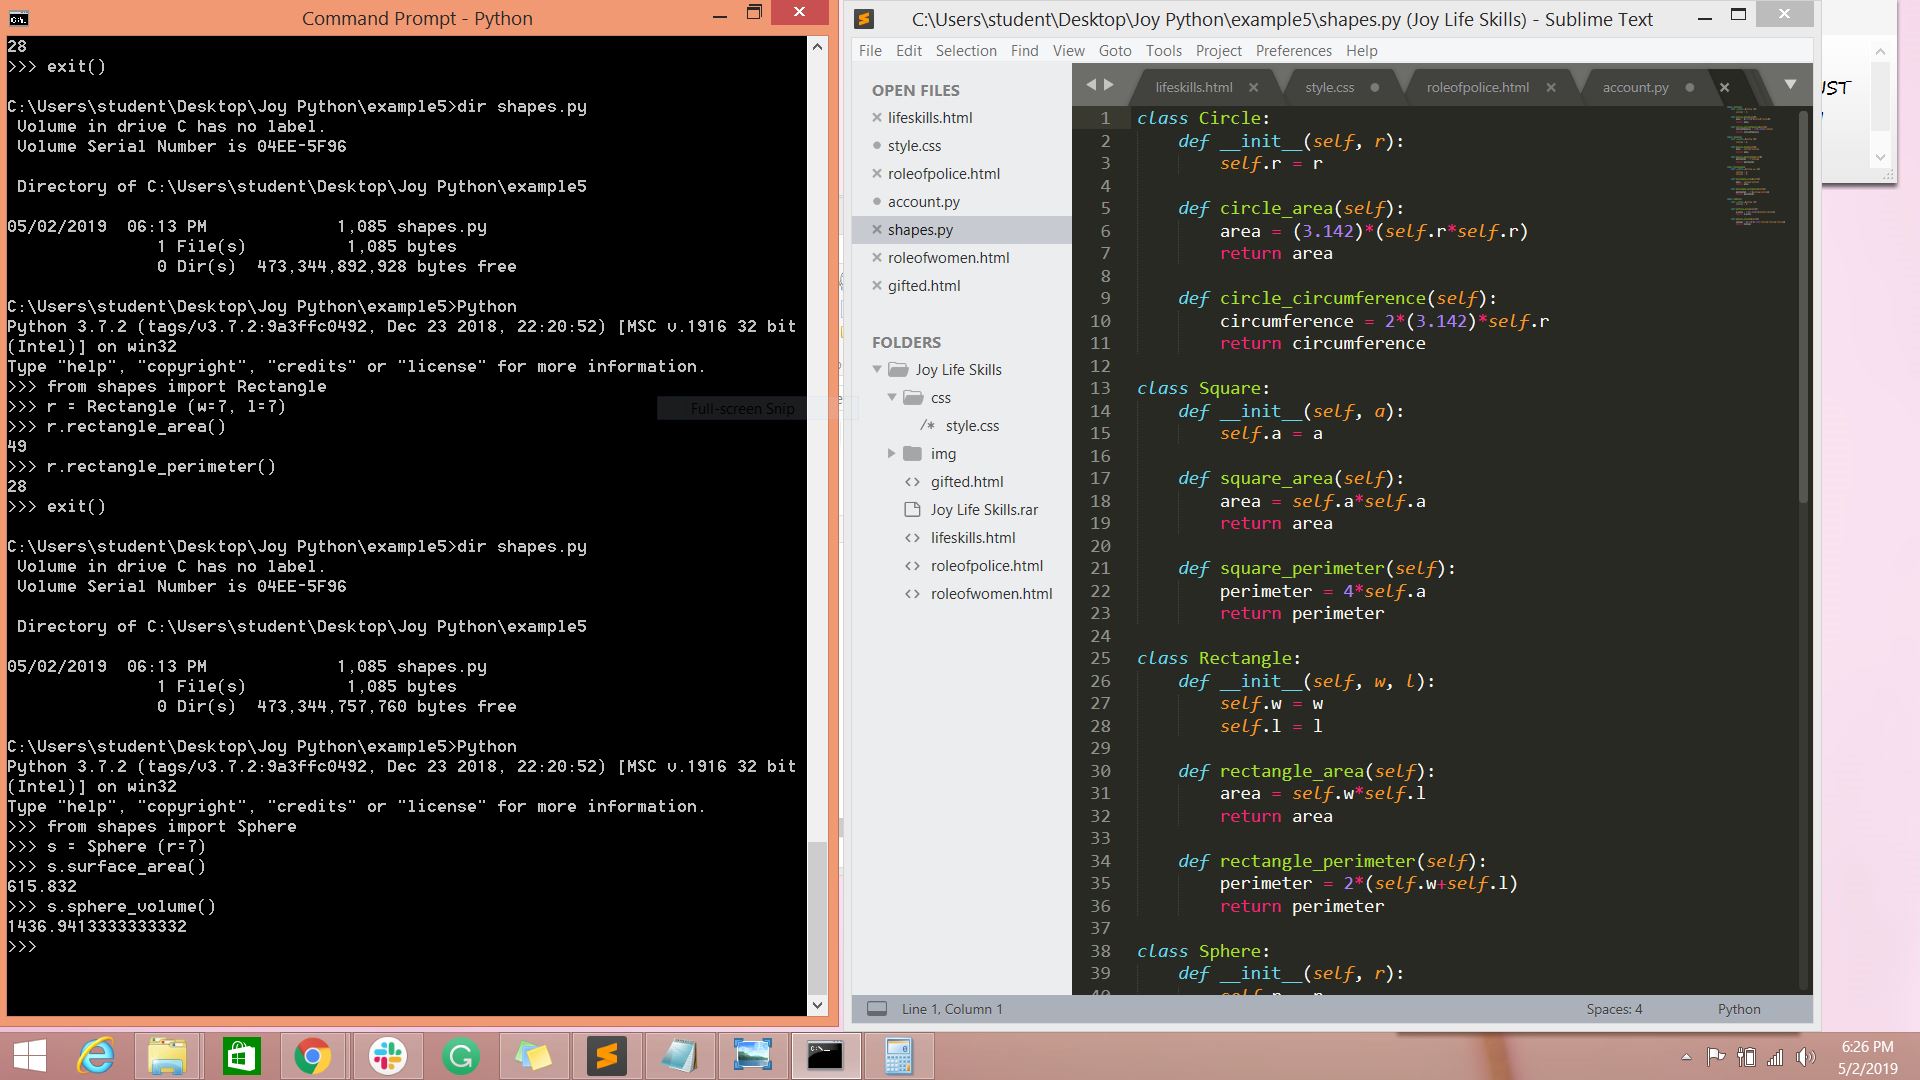 Command Prompt - Python
28
>>> exit()
C:\Users\student\Desktop\Joy Python\example5>dir shapes.py
Volume in drive C has no label.
Volume Serial Number is 04EE-5F96
Directory of C:\Users\student\Desktop\Joy Python\example5
05/02/2019  06:13 PM             1,085 shapes.py
1 File(s)          1,085 bytes
0 Dir(s)  473,344,892,928 bytes free
C:\Users\student\Desktop\Joy Python\example5>Python
Python 3.7.2 (tags/v3.7.2:9a3ffc0492, Dec 23 2018, 22:20:52) [MSC v.1916 32 bit
(Intel)] on win32
Type "help", "copyright", "credits" or "license" for more information.
>>> from shapes import Rectangle
>>> r = Rectangle (w=7, l=7)
>>> r.rectangle_area()
49
>>> r.rectangle_perimeter()
28
>>> exit()
C:\Users\student\Desktop\Joy Python\example5>dir shapes.py
Volume in drive C has no label.
Volume Serial Number is 04EE-5F96
Directory of C:\Users\student\Desktop\Joy Python\example5
05/02/2019  06:13 PM             1,085 shapes.py
1 File(s)          1,085 bytes
0 Dir(s)  473,344,757,760 bytes free
C:\Users\student\Desktop\Joy Python\example5>Python
Python 3.7.2 (tags/v3.7.2:9a3ffc0492, Dec 23 2018, 22:20:52) [MSC v.1916 32 bit
(Intel)] on win32
Type "help", "copyright", "credits" or "license" for more information.
>>> from shapes import Sphere
>>> s = Sphere (r=7)
>>> s.surface_area()
615.832
>>> s.sphere_volume()
1436.9413333333332
>>>
Full-screen Snip
C:\Users\student\Desktop\Joy Python\example5\shapes.py (Joy Life Skills) - Sublime Text
File Edit Selection Find View Goto Tools Project Preferences Help
OPEN FILES
lifeskills.html
style.css
roleofpolice.html
account.py
shapes.py
roleofwomen.html
gifted.html
FOLDERS
Joy Life Skills
css
/* style.css
img
<> gifted.html
Joy Life Skills.rar
<> lifeskills.html
<> roleofpolice.html
<> roleofwomen.html
lifeskills.html style.css roleofpolice.html account.py
1 class Circle:
2 def __init__(self, r):
3 self.r = r
4
5 def circle_area(self):
6 area = (3.142)*(self.r*self.r)
7 return area
8
9 def circle_circumference(self):
10 circumference = 2*(3.142)*self.r
11 return circumference
12
13 class Square:
14 def __init__(self, a):
15 self.a = a
16
17 def square_area(self):
18 area = self.a*self.a
19 return area
20
21 def square_perimeter(self):
22 perimeter = 4*self.a
23 return perimeter
24
25 class Rectangle:
26 def __init__(self, w, l):
27 self.w = w
28 self.l = l
29
30 def rectangle_area(self):
31 area = self.w*self.l
32 return area
33
34 def rectangle_perimeter(self):
35 perimeter = 2*(self.w+self.l)
36 return perimeter
37
38 class Sphere:
39 def __init__(self, r):
Line 1, Column 1 Spaces: 4 Python
6:26 PM
5/2/2019